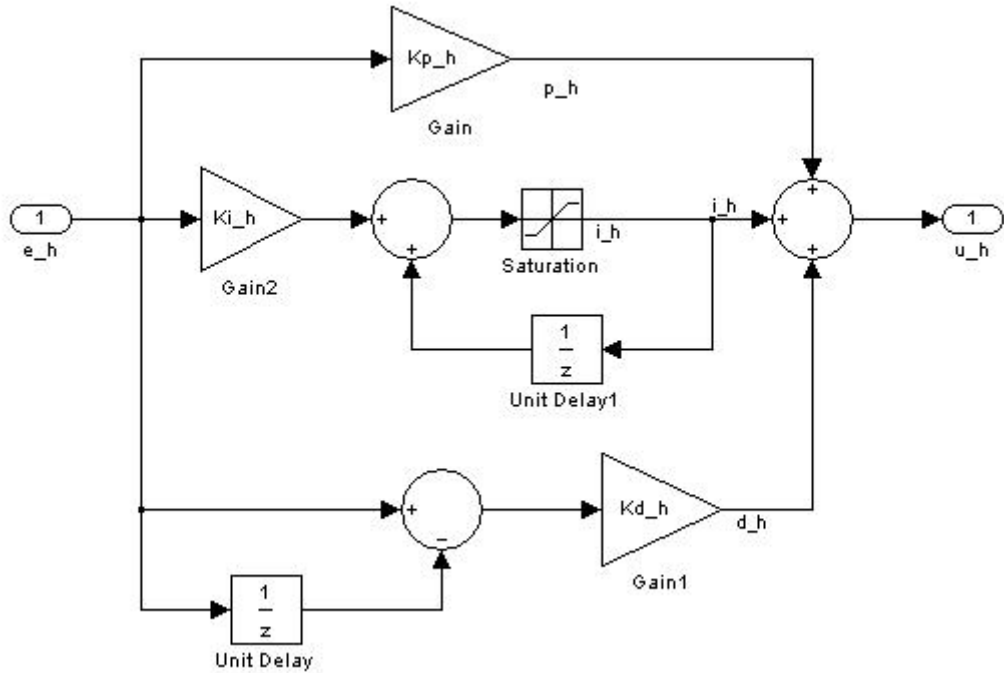 Kp_h
p_h
Gain
1
e_h
Ki_h
Gain2
+
+
i_h
Saturation
i_h
+
+
+
1
u_h
1
z
Unit Delay1
+
−
Kd_h
d_h
Gain1
1
z
Unit Delay